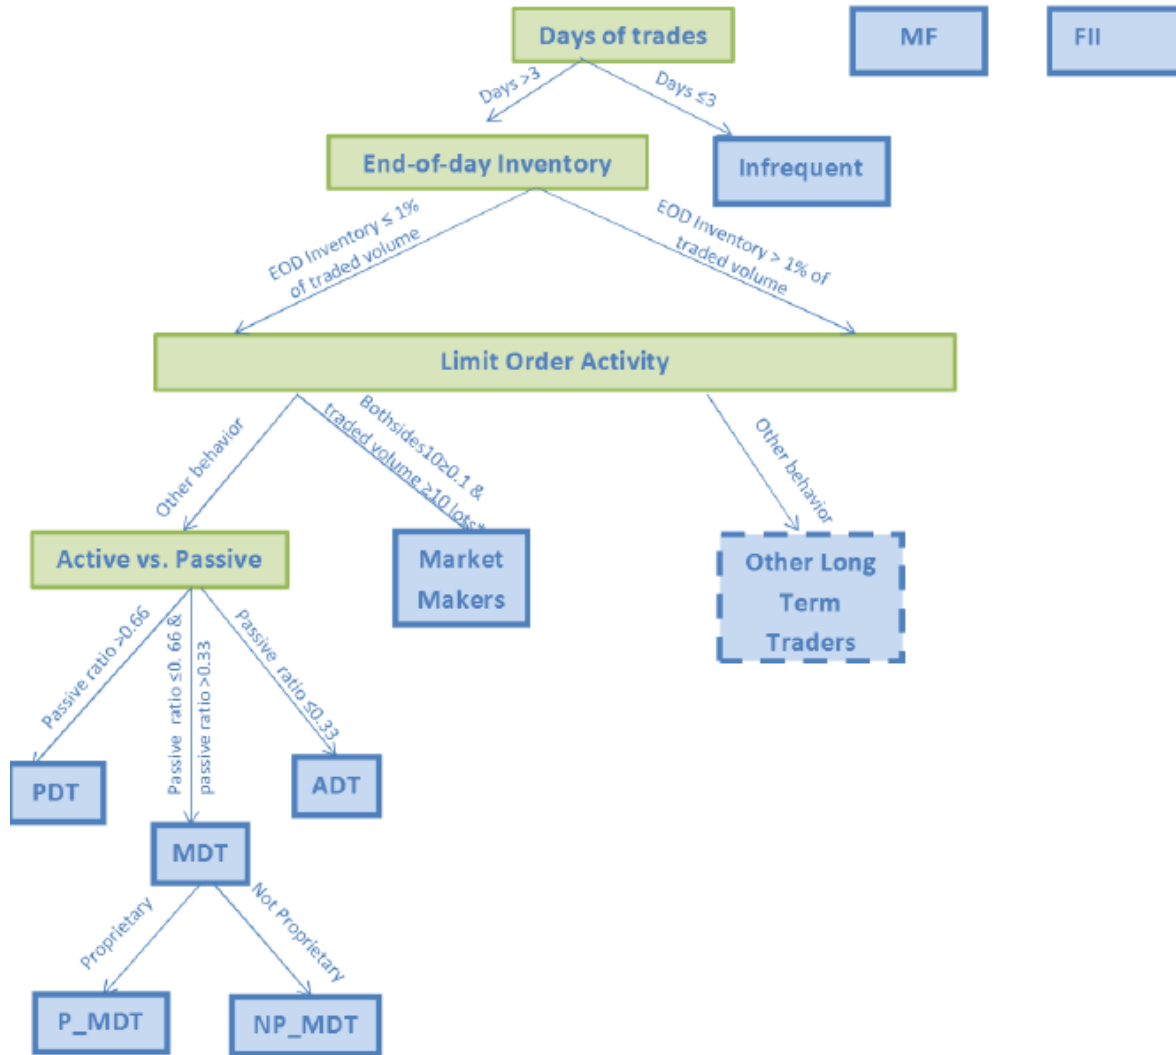 Days of trades
MF
FII
Days >3
Days ≤3
End-of-day Inventory
Infrequent
EOD Inventory ≤ 1%
of traded volume
EOD Inventory > 1% of
traded volume
Limit Order Activity
Other behavior
Bothsides10≥0.1 &
traded volume ≥10 lots*
Other behavior
Active vs. Passive
Market
Makers
Other Long
Term
Traders
Passive ratio >0.66
Passive ratio ≤0. 66 &
passive ratio >0.33
Passive ratio ≤0.33
PDT
ADT
MDT
Proprietary
Not Proprietary
P_MDT
NP_MDT